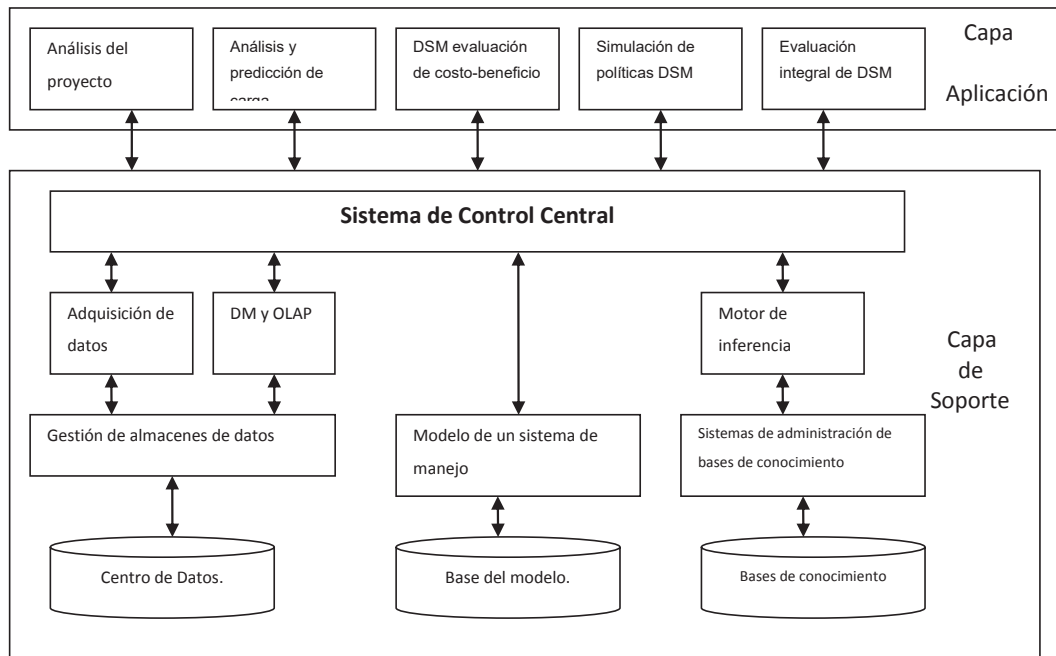 Análisis del
proyecto
Análisis y
predicción de
carga
DSM evaluación
de costo-beneficio
Simulación de
políticas DSM
Evaluación
integral de DSM
Capa
Aplicación
Sistema de Control Central
Adquisición de
datos
DM y OLAP
Motor de
inferencia
Capa
de
Soporte
Gestión de almacenes de datos
Modelo de un sistema de
manejo
Sistemas de administración de
bases de conocimiento
Centro de Datos.
Base del modelo.
Bases de conocimiento